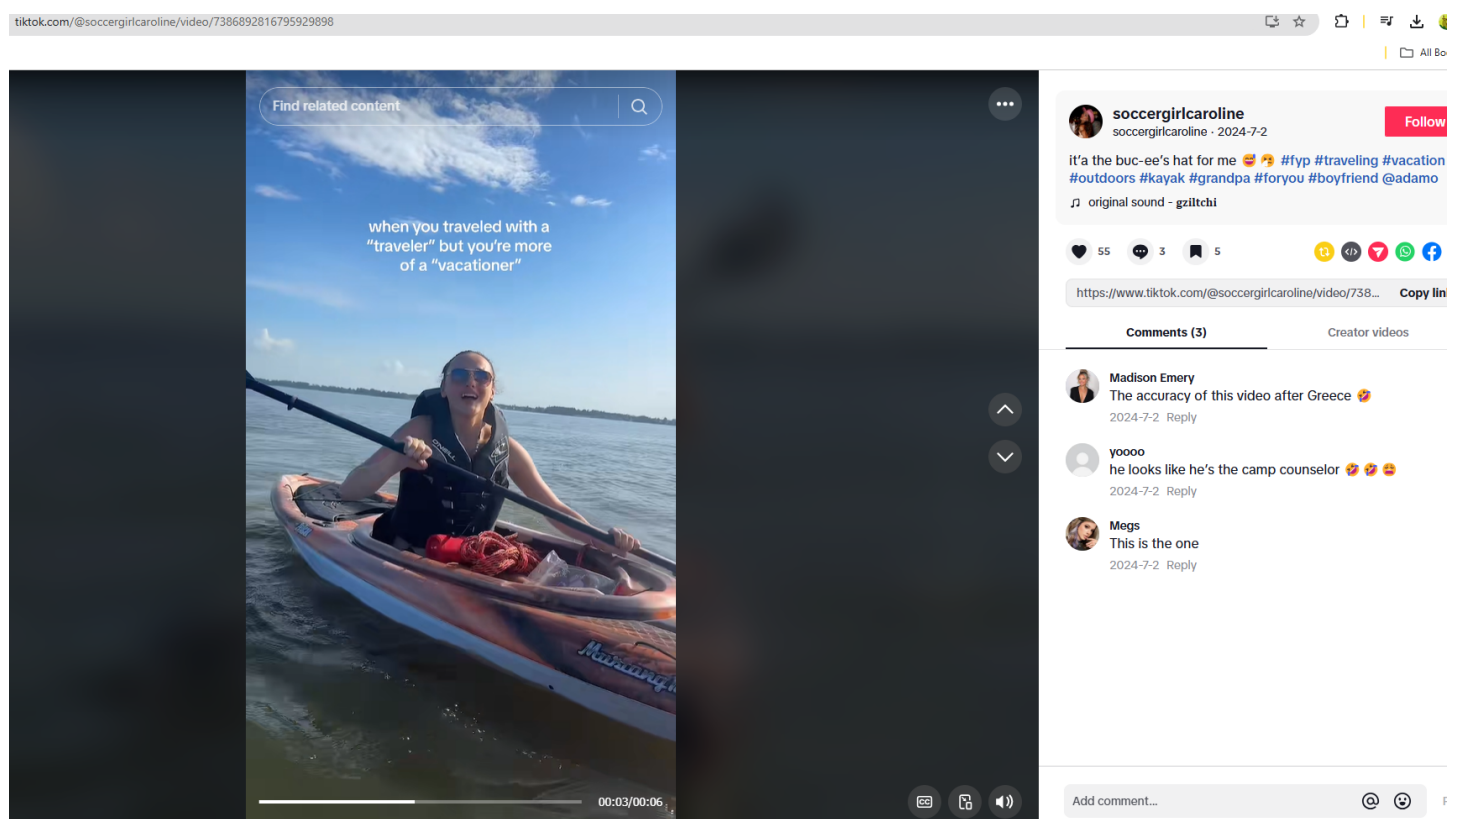 tiktok.com/@soccergirlcaroline/video/7386892816795929898
All Bo
Find related content
when you traveled with a
“traveler” but you’re more
of a “vacationer”
O'NEILL
Mustang
00:03/00:06
soccergirlcaroline
soccergirlcaroline · 2024-7-2
Follow
it’a the buc-ee’s hat for me 😅 🤧 #fyp #traveling #vacation
#outdoors #kayak #grandpa #foryou #boyfriend @adamo
original sound - gziltchi
55
3
5
https://www.tiktok.com/@soccergirlcaroline/video/738...
Copy lin
Comments (3)
Creator videos
Madison Emery
The accuracy of this video after Greece 🤣
2024-7-2 Reply
yoooo
he looks like he’s the camp counselor 🤣 🤣 😩
2024-7-2 Reply
Megs
This is the one
2024-7-2 Reply
Add comment...